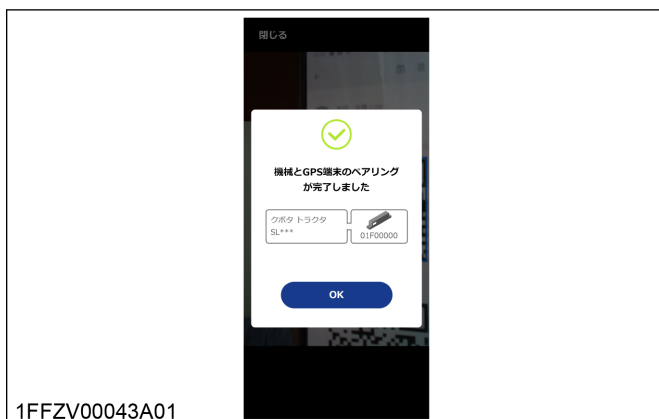 閉じる
機械とGPS端末のペアリング
が完了しました
クボタ トラクタ
SL***
01F00000
OK
1FFZV00043A01